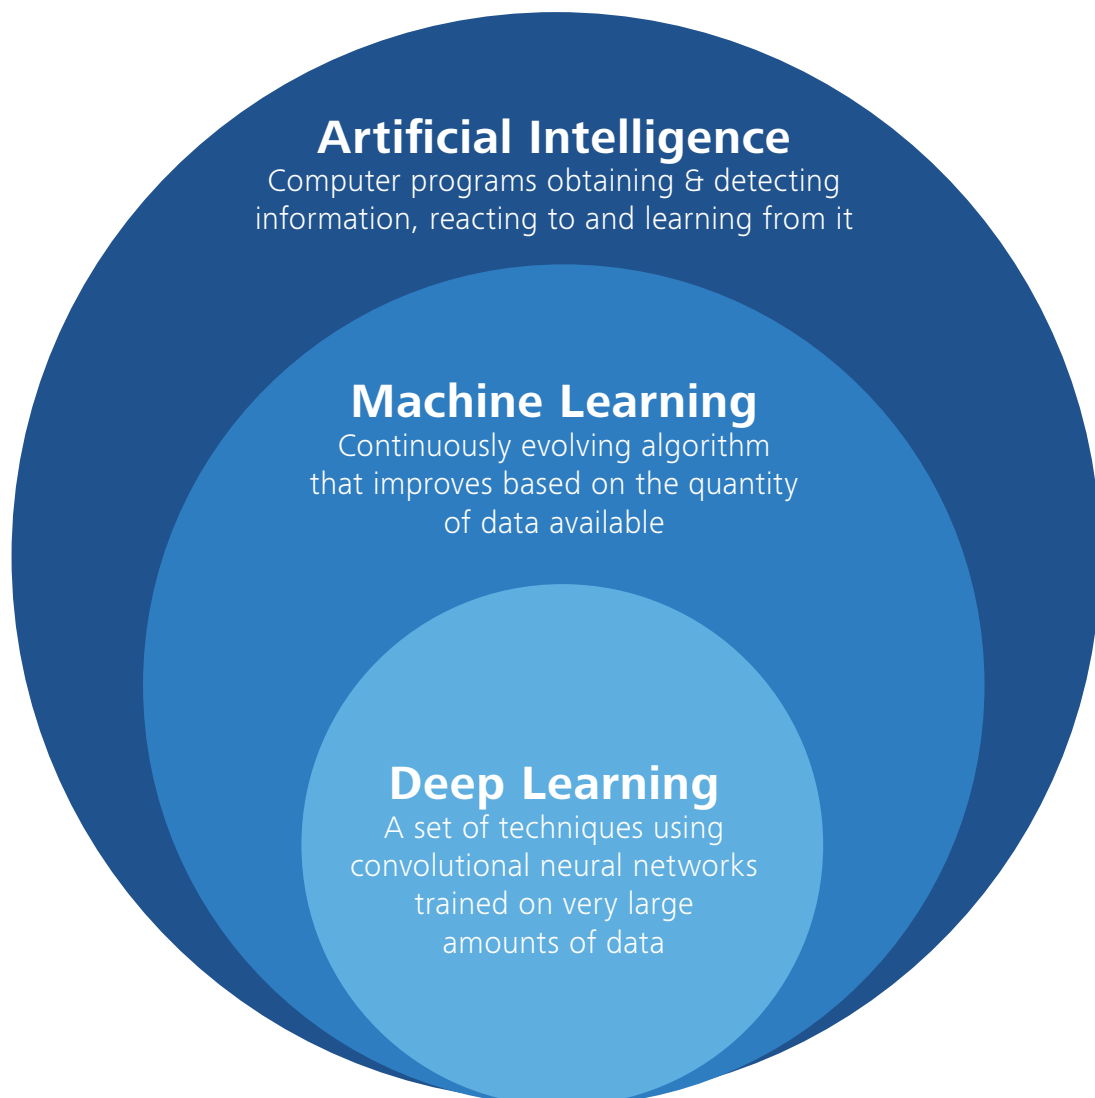 Artificial Intelligence
Computer programs obtaining & detecting
information, reacting to and learning from it
Machine Learning
Continuously evolving algorithm
that improves based on the quantity
of data available
Deep Learning
A set of techniques using
convolutional neural networks
trained on very large
amounts of data